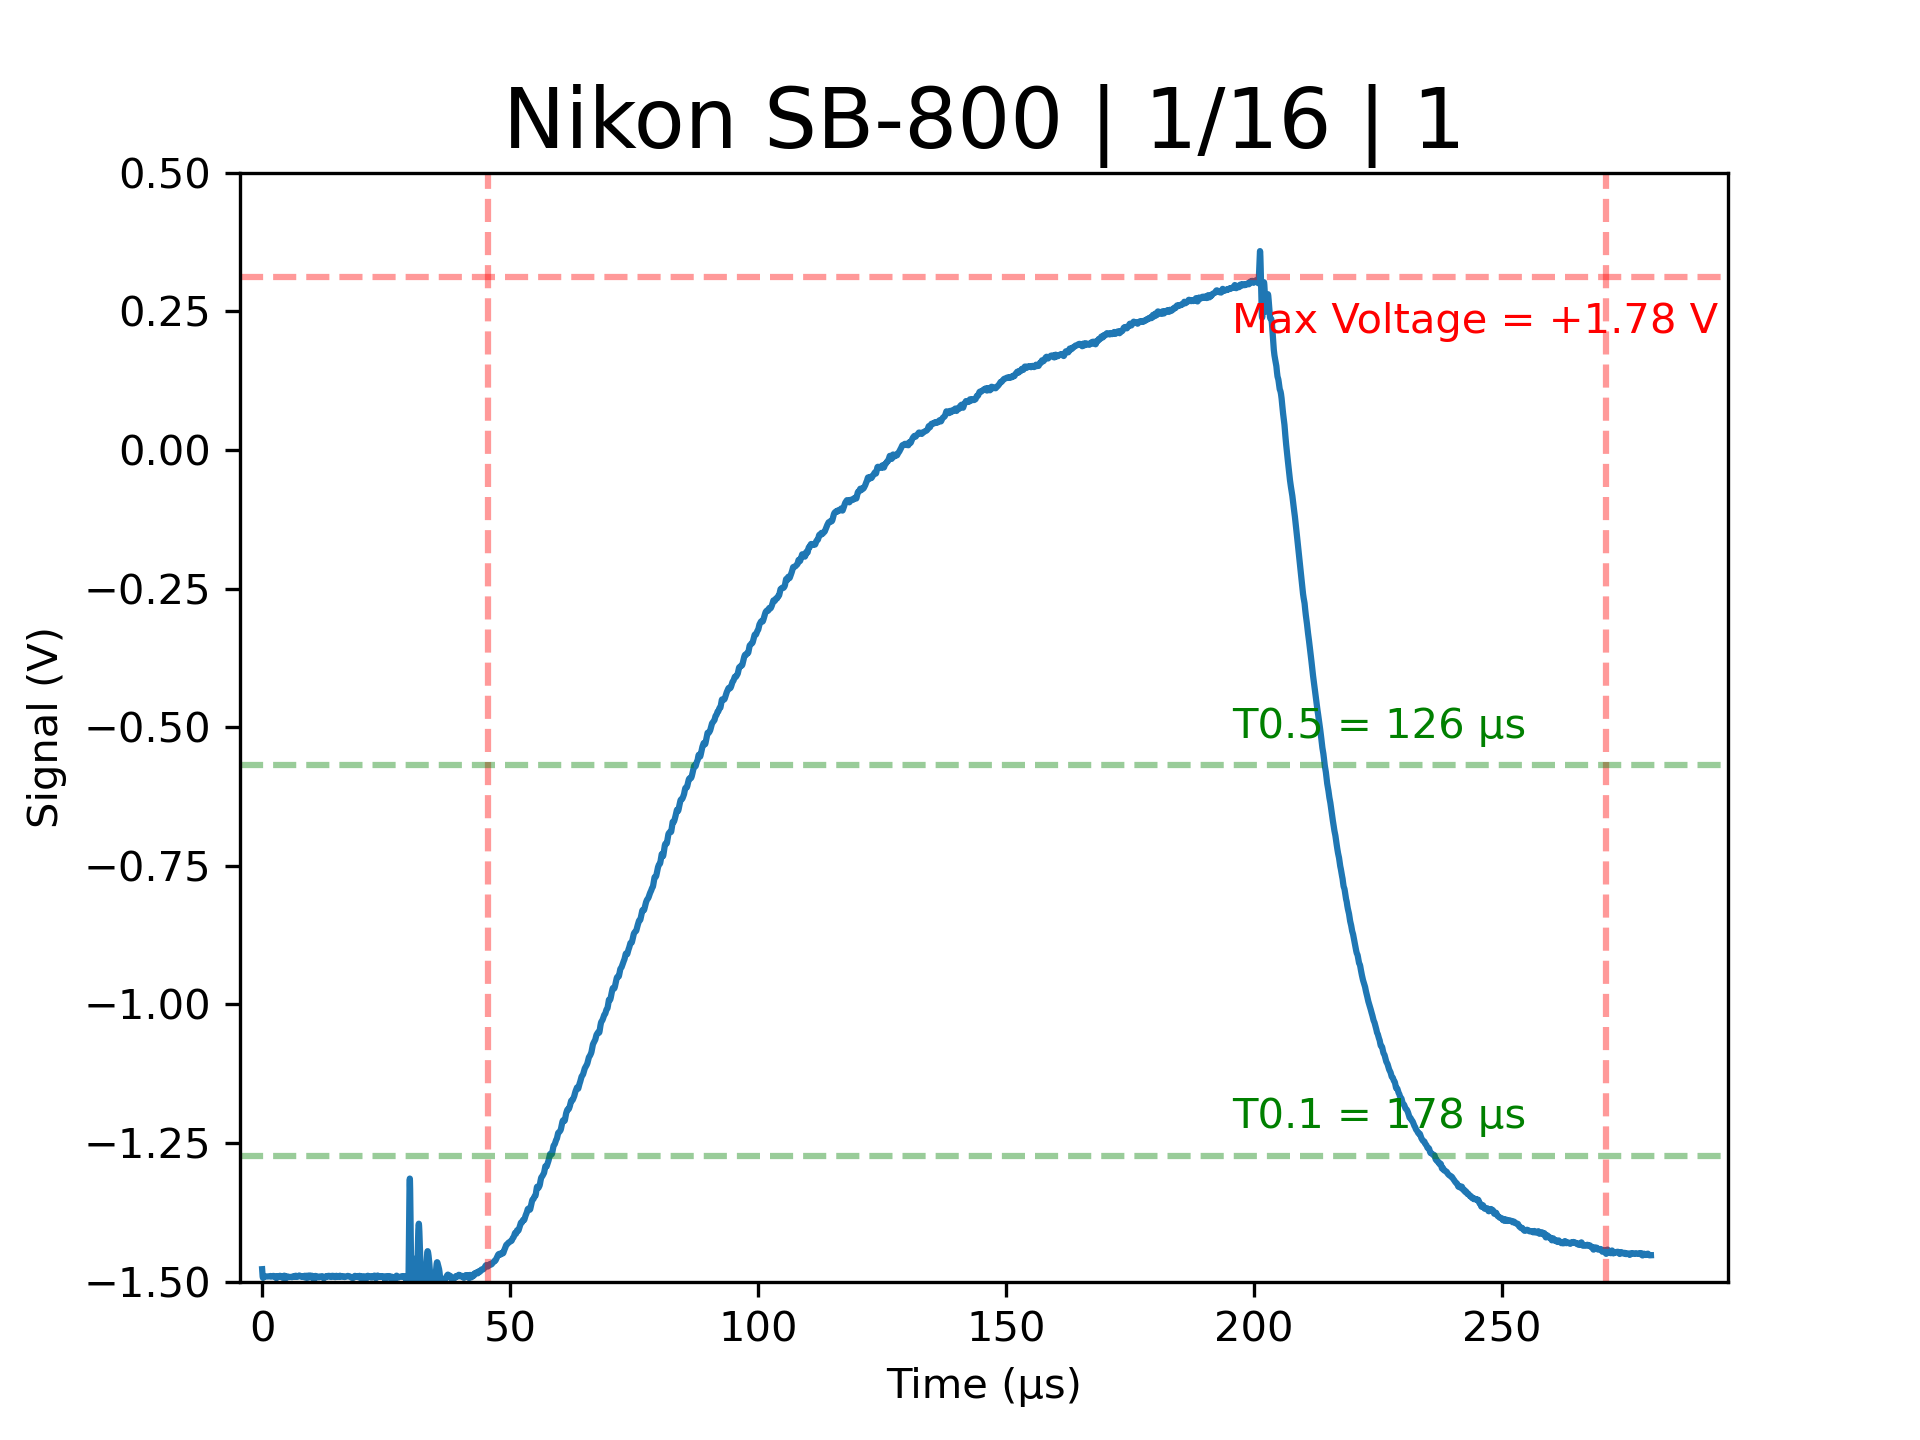 Nikon SB-800 | 1/16 | 1
0.50
0.25
0.00
−0.25
−0.50
−0.75
−1.00
−1.25
−1.50
Signal (V)
Max Voltage = +1.78 V
T0.5 = 126 µs
T0.1 = 178 µs
0 50 100 150 200 250
Time (µs)